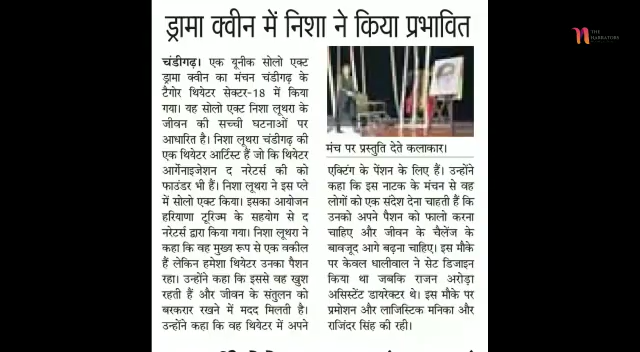 ड्रामा क्वीन में निशा ने किया प्रभावित
चंडीगढ़। एक यूनीक सोलो एक्ट
ड्रामा क्वीन का मंचन चंडीगढ़ के
टैगोर थियेटर सेक्टर-18 में किया
गया। यह सोलो एक्ट निशा लूथरा के
जीवन की सच्ची घटनाओं पर
आधारित है। निशा लूथरा चंडीगढ़ की
एक थियेटर आर्टिस्ट हैं जो कि थियेटर
आर्गेनाइजेशन द नरेटर्स की को
फाउंडर भी हैं। निशा लूथरा ने इस प्ले
में सोलो एक्ट किया। इसका आयोजन
हरियाणा टूरिज्म के सहयोग से द
नरेटर्स द्वारा किया गया। निशा लूथरा ने
कहा कि वह मुख्य रूप से एक वकील
हैं लेकिन हमेशा थियेटर उनका पैशन
रहा। उन्होंने कहा कि इससे वह खुश
रहती हैं और जीवन के संतुलन को
बरकरार रखने में मदद मिलती है।
उन्होंने कहा कि वह थियेटर में अपने
मंच पर प्रस्तुति देते कलाकार।
एक्टिंग के पेंशन के लिए हैं। उन्होंने
कहा कि इस नाटक के मंचन से वह
लोगों को एक संदेश देना चाहती हैं कि
उनको अपने पैशन को फालो करना
चाहिए और जीवन के चैलेंज के
बावजूद आगे बढ़ना चाहिए। इस मौके
पर केवल धालीवाल ने सेट डिजाइन
किया था जबकि राजन अरोड़ा
असिस्टेंट डायरेक्टर थे। इस मौके पर
प्रमोशन और लाजिस्टिक मनिका और
राजिंदर सिंह की रही।
THE
NARRATORS